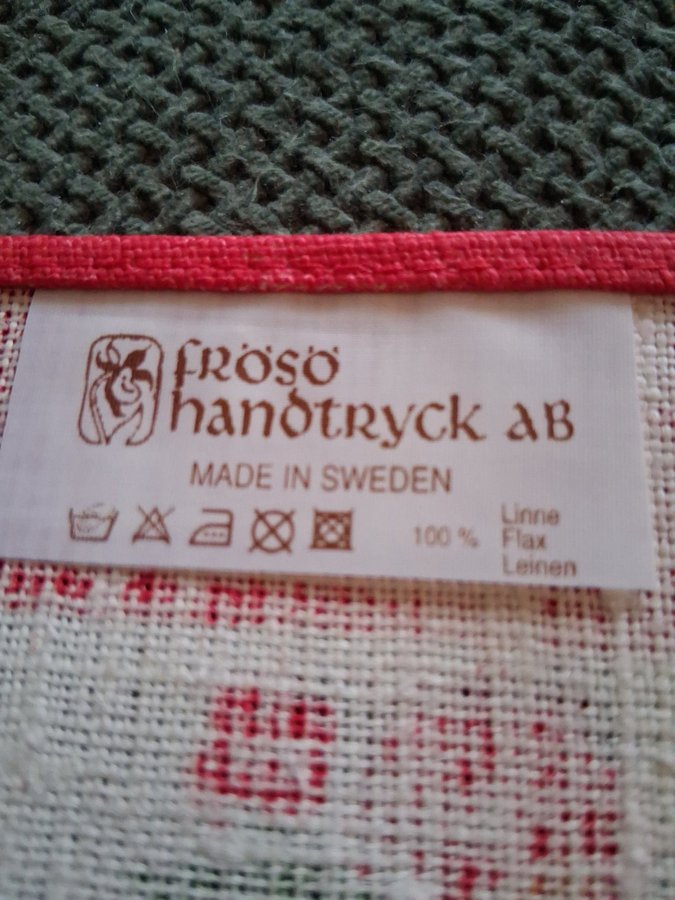 fRÖSÖ
handtRyck AB
MADE IN SWEDEN
100 % Linne
Flax
Leinen